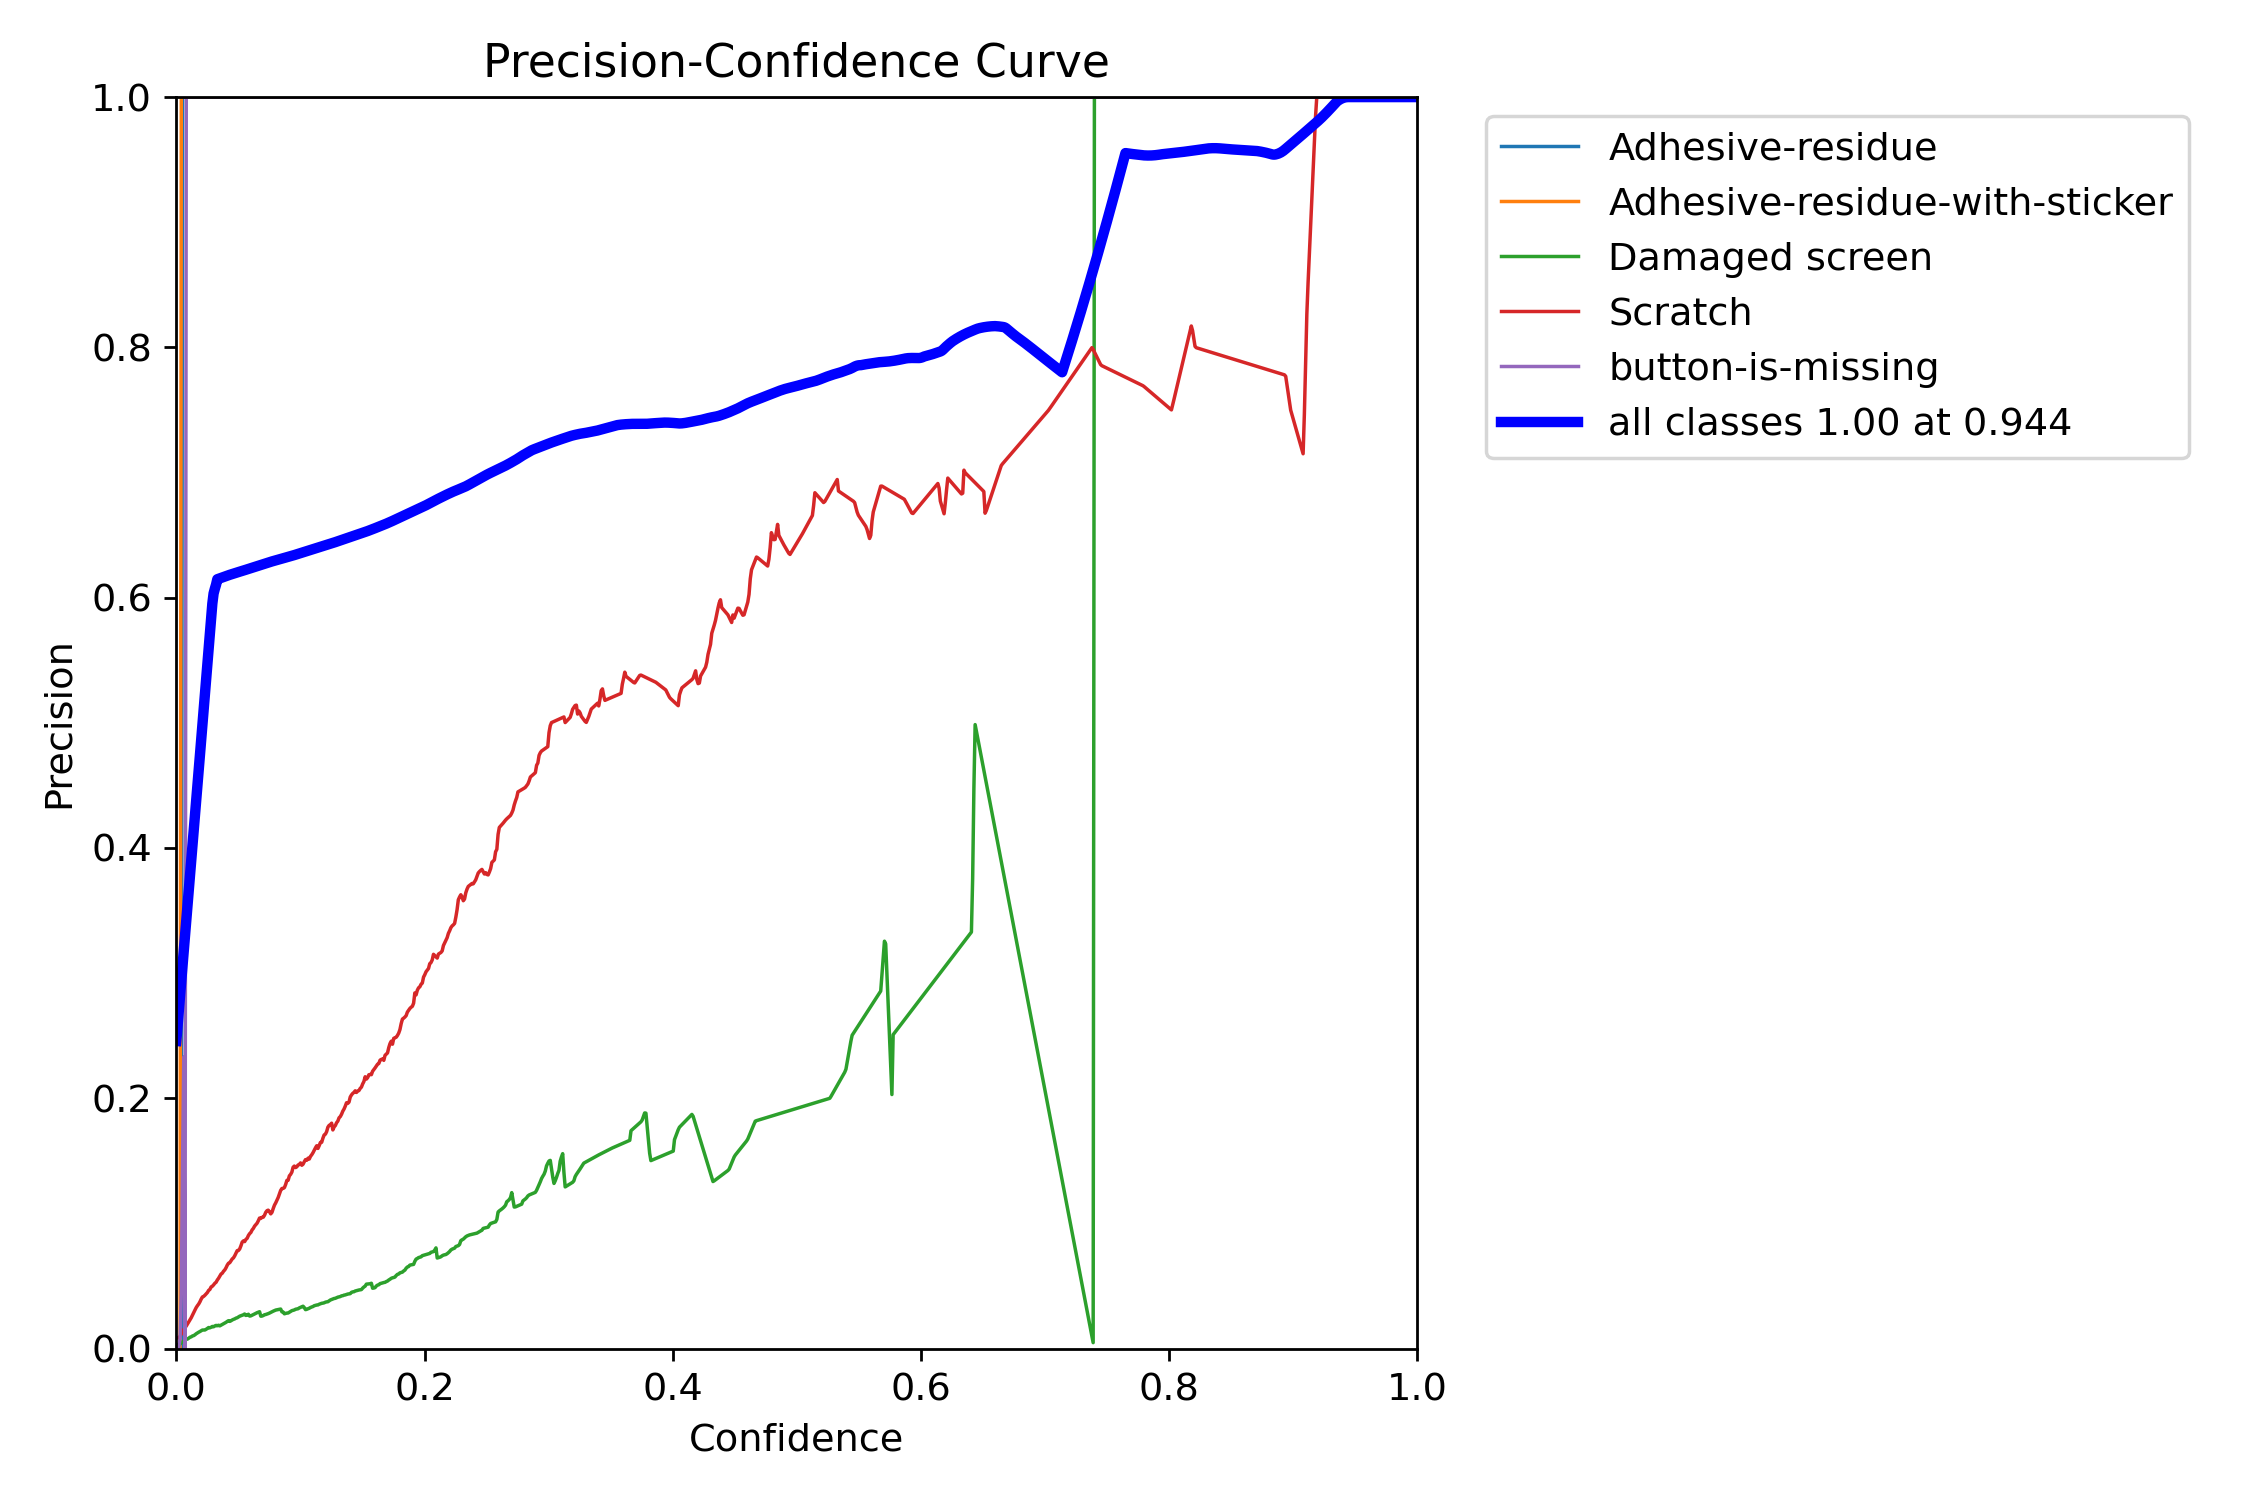 Precision-Confidence Curve
1.0
0.8
0.6
0.4
0.2
0.0
Precision
0.0 0.2 0.4 0.6 0.8 1.0
Confidence
Adhesive-residue
Adhesive-residue-with-sticker
Damaged screen
Scratch
button-is-missing
all classes 1.00 at 0.944